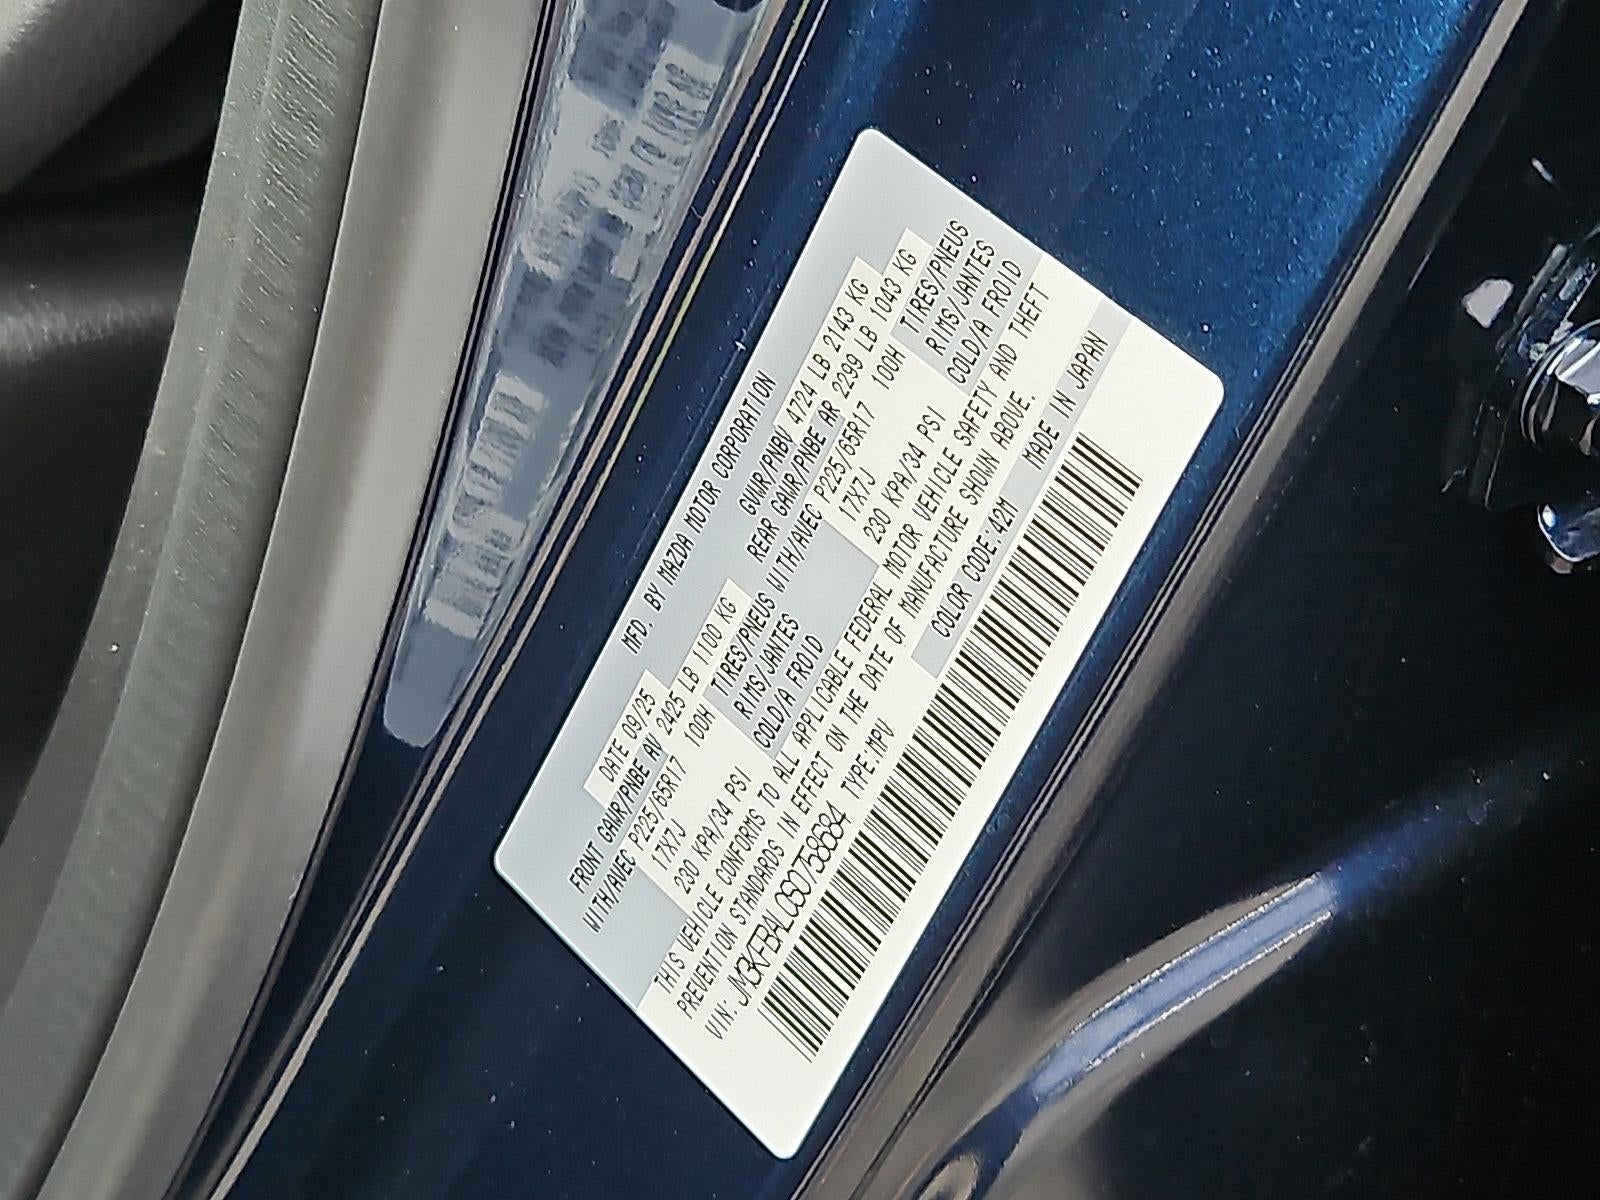 MFD. BY MAZDA MOTOR CORPORATION
DATE 09/25 GVWR/PNBV 4724 LB 2143 KG
FRONT GAWR/PNBE AV 2425 LB 1100 KG REAR GAWR/PNBE AR 2299 LB 1043 KG
WITH/AVEC P225/65R17 100H TIRES/PNEUS WITH/AVEC P225/65R17 100H TIRES/PNEUS
17X7J RIMS/JANTES 17X7J RIMS/JANTES
230 KPA/34 PSI COLD/A FROID 230 KPA/34 PSI COLD/A FROID
THIS VEHICLE CONFORMS TO ALL APPLICABLE FEDERAL MOTOR VEHICLE SAFETY AND THEFT
PREVENTION STANDARDS IN EFFECT ON THE DATE OF MANUFACTURE SHOWN ABOVE.
VIN: JM3KFBAL0S0758584 TYPE:MPV COLOR CODE:42M MADE IN JAPAN